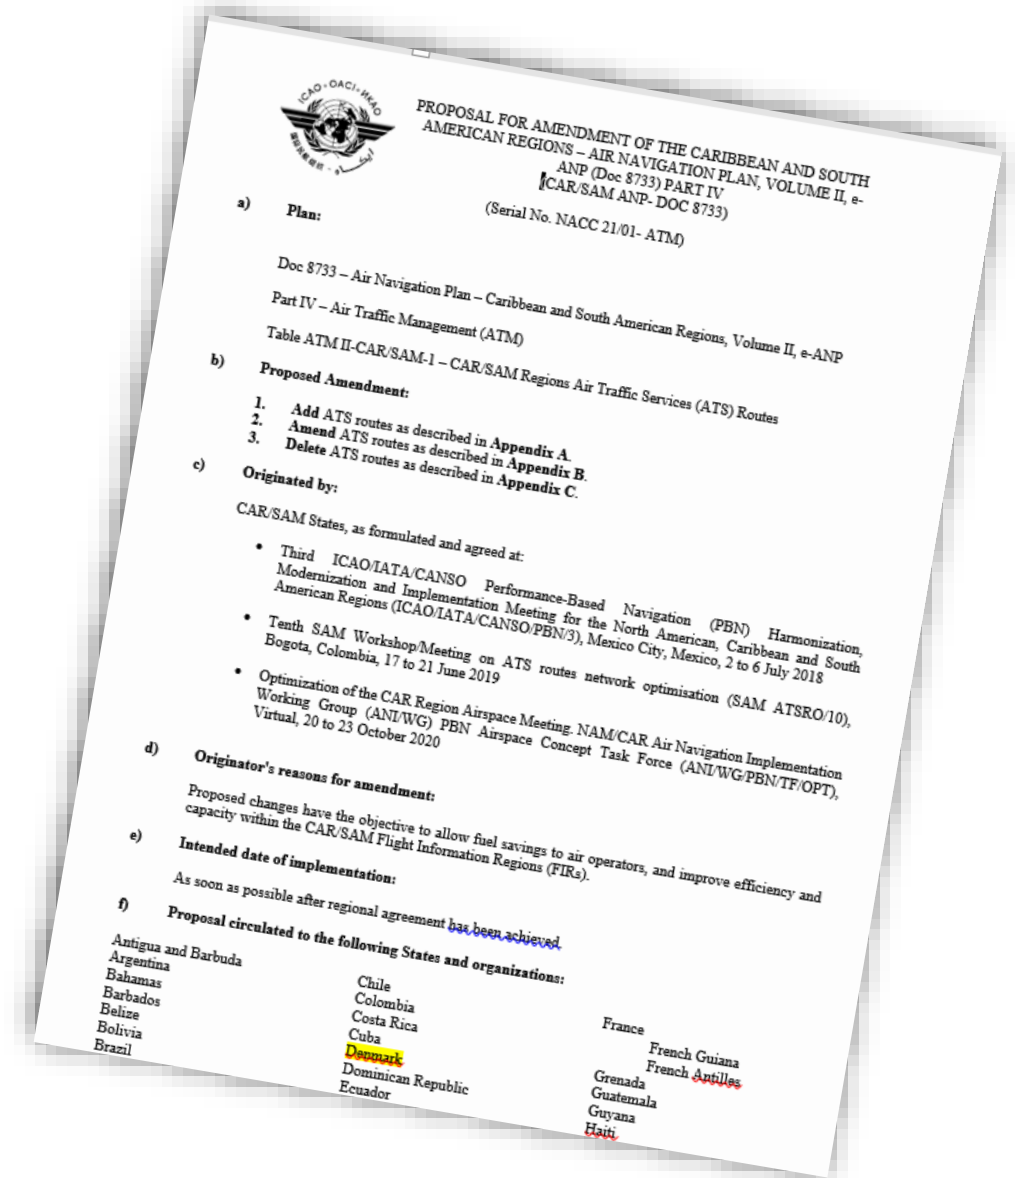 ICAO · OACI · ИКАО
PROPOSAL FOR AMENDMENT OF THE CARIBBEAN AND SOUTH
AMERICAN REGIONS – AIR NAVIGATION PLAN, VOLUME II, e-
ANP (Doc 8733) PART IV
(CAR/SAM ANP- DOC 8733)
(Serial No. NACC 21/01- ATM)
a) Plan:
Doc 8733 – Air Navigation Plan – Caribbean and South American Regions, Volume II, e-ANP
Part IV – Air Traffic Management (ATM)
Table ATM II-CAR/SAM-1 – CAR/SAM Regions Air Traffic Services (ATS) Routes
b) Proposed Amendment:
1. Add ATS routes as described in Appendix A.
2. Amend ATS routes as described in Appendix B.
3. Delete ATS routes as described in Appendix C.
c) Originated by:
CAR/SAM States, as formulated and agreed at:
• Third ICAO/IATA/CANSO Performance-Based Navigation (PBN) Harmonization,
Modernization and Implementation Meeting for the North American, Caribbean and South
American Regions (ICAO/IATA/CANSO/PBN/3), Mexico City, Mexico, 2 to 6 July 2018
• Tenth SAM Workshop/Meeting on ATS routes network optimisation (SAM ATSRO/10),
Bogota, Colombia, 17 to 21 June 2019
• Optimization of the CAR Region Airspace Meeting. NAM/CAR Air Navigation Implementation
Working Group (ANI/WG) PBN Airspace Concept Task Force (ANI/WG/PBN/TF/OPT),
Virtual, 20 to 23 October 2020
d) Originator's reasons for amendment:
Proposed changes have the objective to allow fuel savings to air operators, and improve efficiency and
capacity within the CAR/SAM Flight Information Regions (FIRs).
e) Intended date of implementation:
As soon as possible after regional agreement has been achieved.
f) Proposal circulated to the following States and organizations:
Antigua and Barbuda
Argentina
Bahamas
Barbados
Belize
Bolivia
Brazil
Chile
Colombia
Costa Rica
Cuba
Denmark
Dominican Republic
Ecuador
France
French Guiana
French Antilles
Grenada
Guatemala
Guyana
Haiti